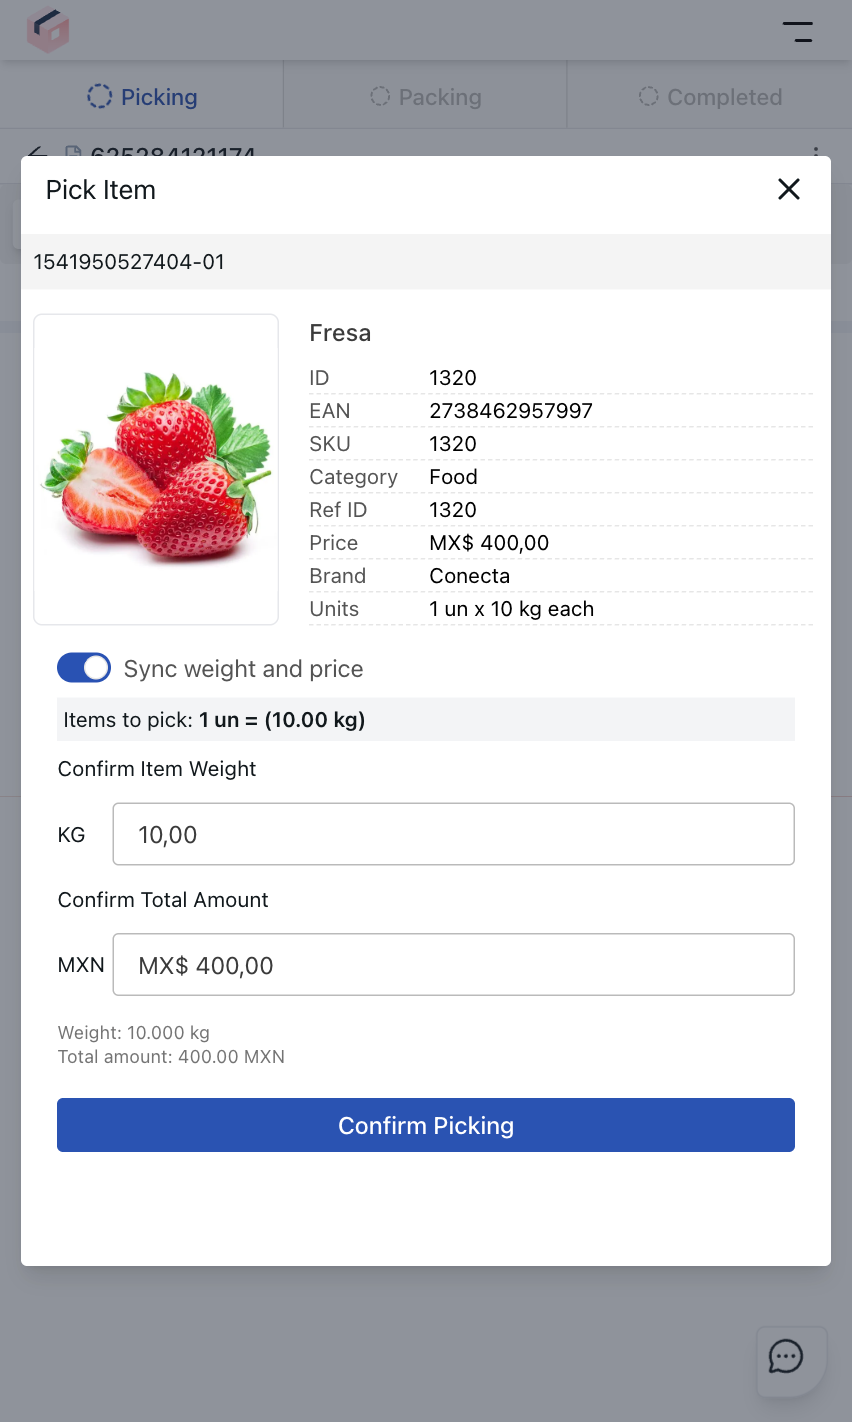 Picking
Packing
Completed
625284121174
Pick Item
1541950527404-01
Fresa
ID 1320
EAN 2738462957997
SKU 1320
Category Food
Ref ID 1320
Price MX$ 400,00
Brand Conecta
Units 1 un x 10 kg each
Sync weight and price
Items to pick: 1 un = (10.00 kg)
Confirm Item Weight
KG 10,00
Confirm Total Amount
MXN MX$ 400,00
Weight: 10.000 kg
Total amount: 400.00 MXN
Confirm Picking